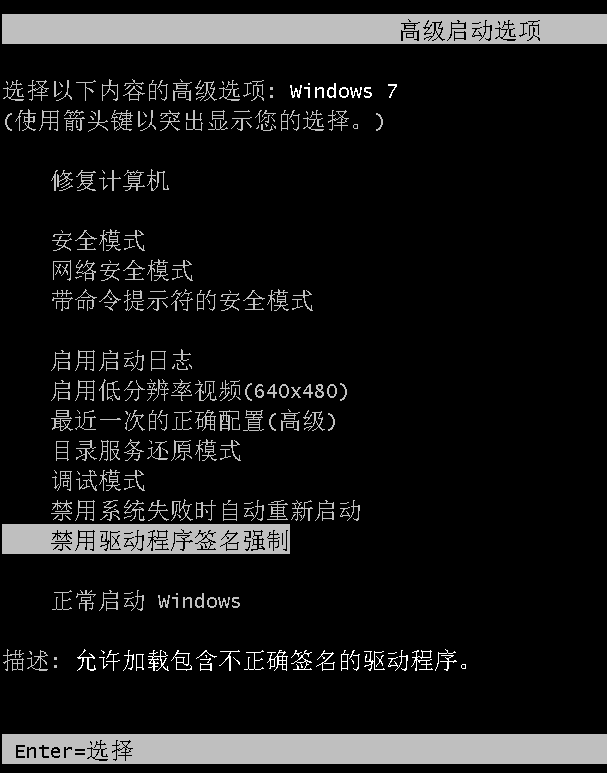 高级启动选项
选择以下内容的高级选项: Windows 7
(使用箭头键以突出显示您的选择。)
修复计算机
安全模式
网络安全模式
带命令提示符的安全模式
启用启动日志
启用低分辨率视频(640x480)
最近一次的正确配置(高级)
目录服务还原模式
调试模式
禁用系统失败时自动重新启动
禁用驱动程序签名强制
正常启动 Windows
描述: 允许加载包含不正确签名的驱动程序。
Enter=选择